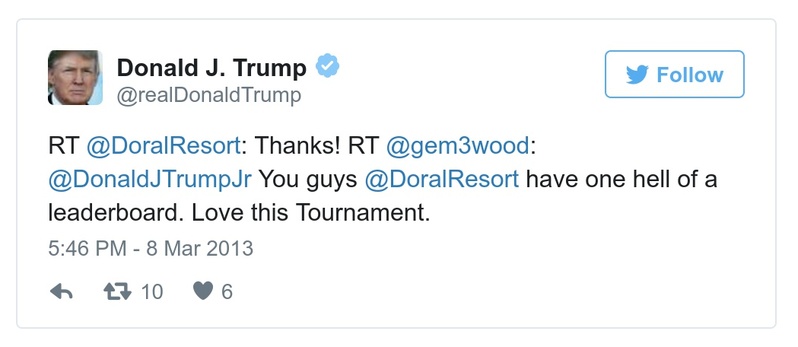 Donald J. Trump
@realDonaldTrump
Follow
RT @DoralResort: Thanks! RT @gem3wood:
@DonaldJTrumpJr You guys @DoralResort have one hell of a
leaderboard. Love this Tournament.
5:46 PM - 8 Mar 2013
10 6